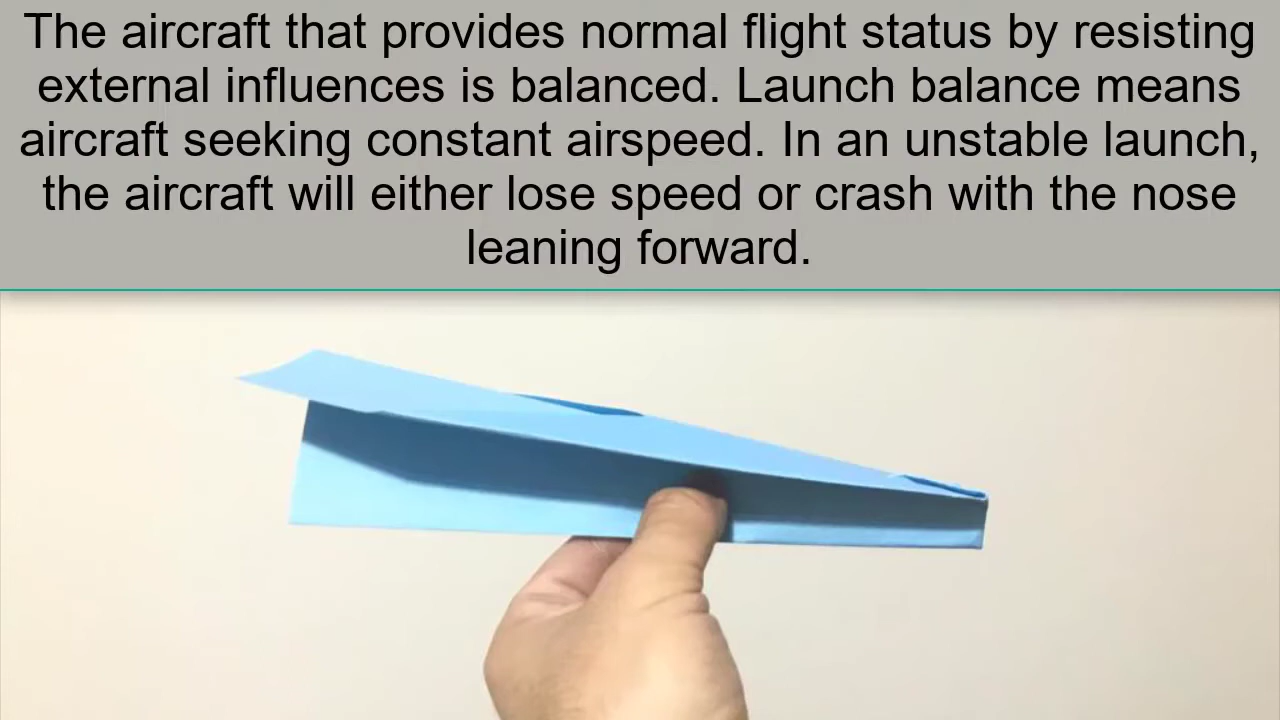 The aircraft that provides normal flight status by resisting
external influences is balanced. Launch balance means
aircraft seeking constant airspeed. In an unstable launch,
the aircraft will either lose speed or crash with the nose
leaning forward.